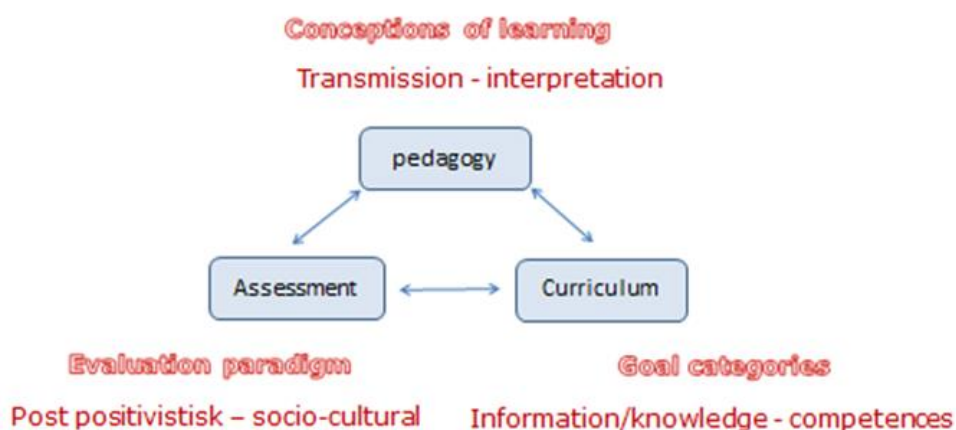 Conceptions of learning
Transmission - interpretation
pedagogy
Assessment
Curriculum
Evaluation paradigm
Goal categories
Post positivistisk – socio-cultural
Information/knowledge - competences